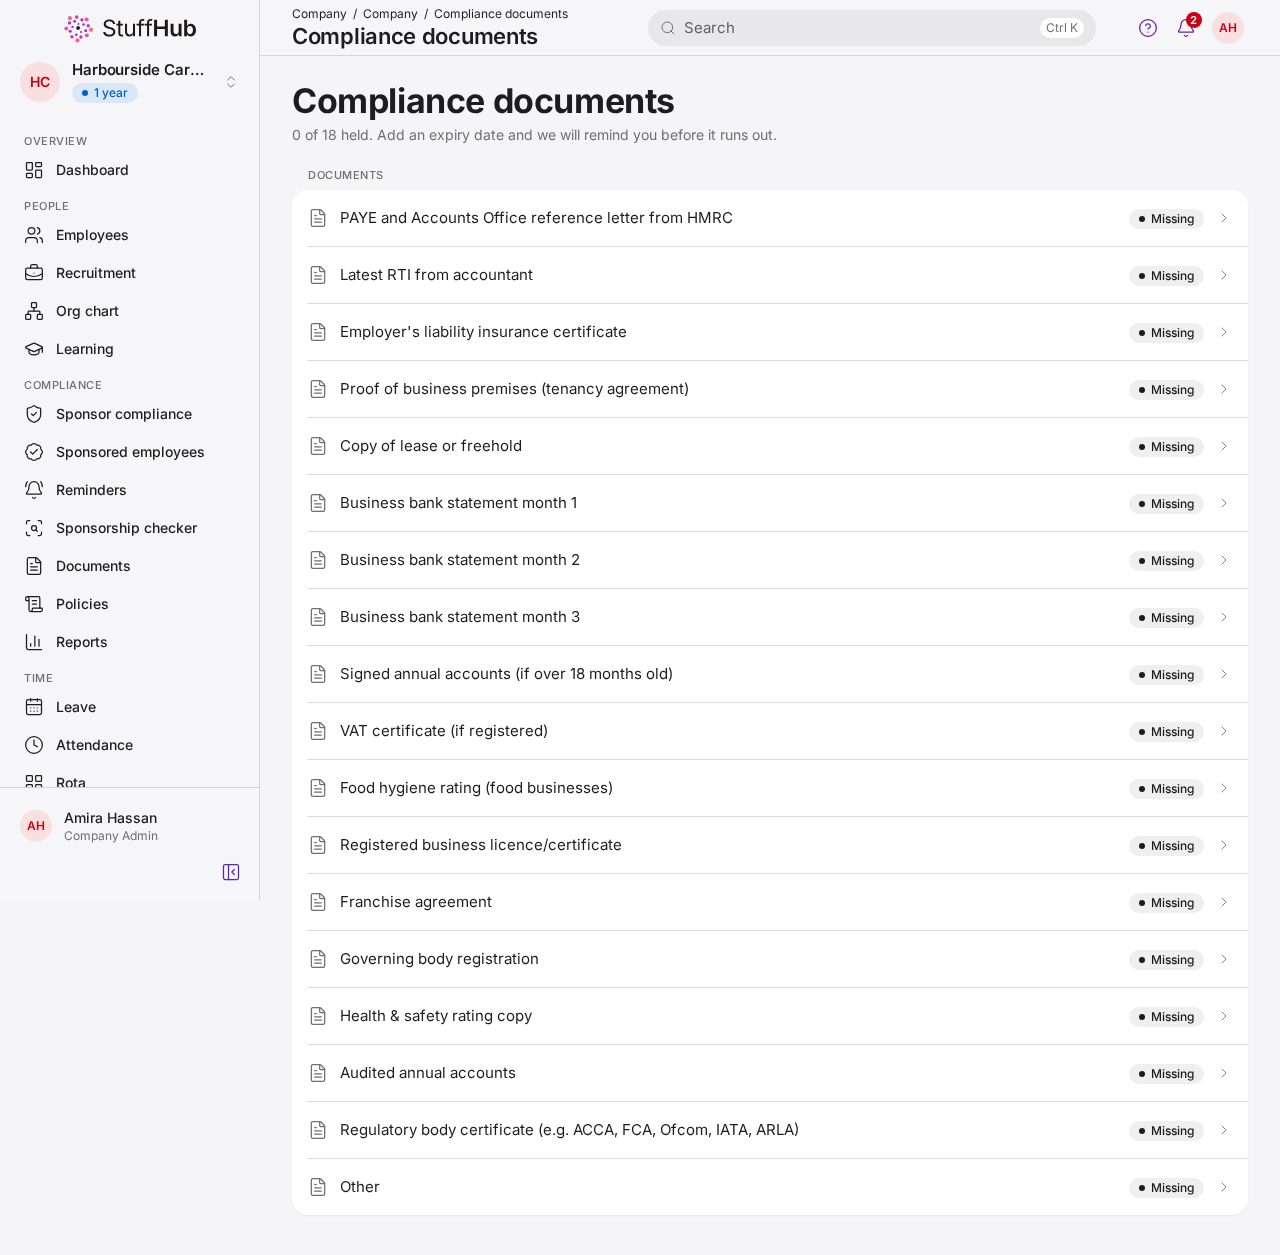 StuffHub
HC
Harbourside Car...
1 year
OVERVIEW
Dashboard
PEOPLE
Employees
Recruitment
Org chart
Learning
COMPLIANCE
Sponsor compliance
Sponsored employees
Reminders
Sponsorship checker
Documents
Policies
Reports
TIME
Leave
Attendance
Rota
AH
Amira Hassan
Company Admin
Company / Company / Compliance documents
Compliance documents
Search
Ctrl K
2
AH
Compliance documents
0 of 18 held. Add an expiry date and we will remind you before it runs out.
DOCUMENTS
PAYE and Accounts Office reference letter from HMRC Missing
Latest RTI from accountant Missing
Employer's liability insurance certificate Missing
Proof of business premises (tenancy agreement) Missing
Copy of lease or freehold Missing
Business bank statement month 1 Missing
Business bank statement month 2 Missing
Business bank statement month 3 Missing
Signed annual accounts (if over 18 months old) Missing
VAT certificate (if registered) Missing
Food hygiene rating (food businesses) Missing
Registered business licence/certificate Missing
Franchise agreement Missing
Governing body registration Missing
Health & safety rating copy Missing
Audited annual accounts Missing
Regulatory body certificate (e.g. ACCA, FCA, Ofcom, IATA, ARLA) Missing
Other Missing